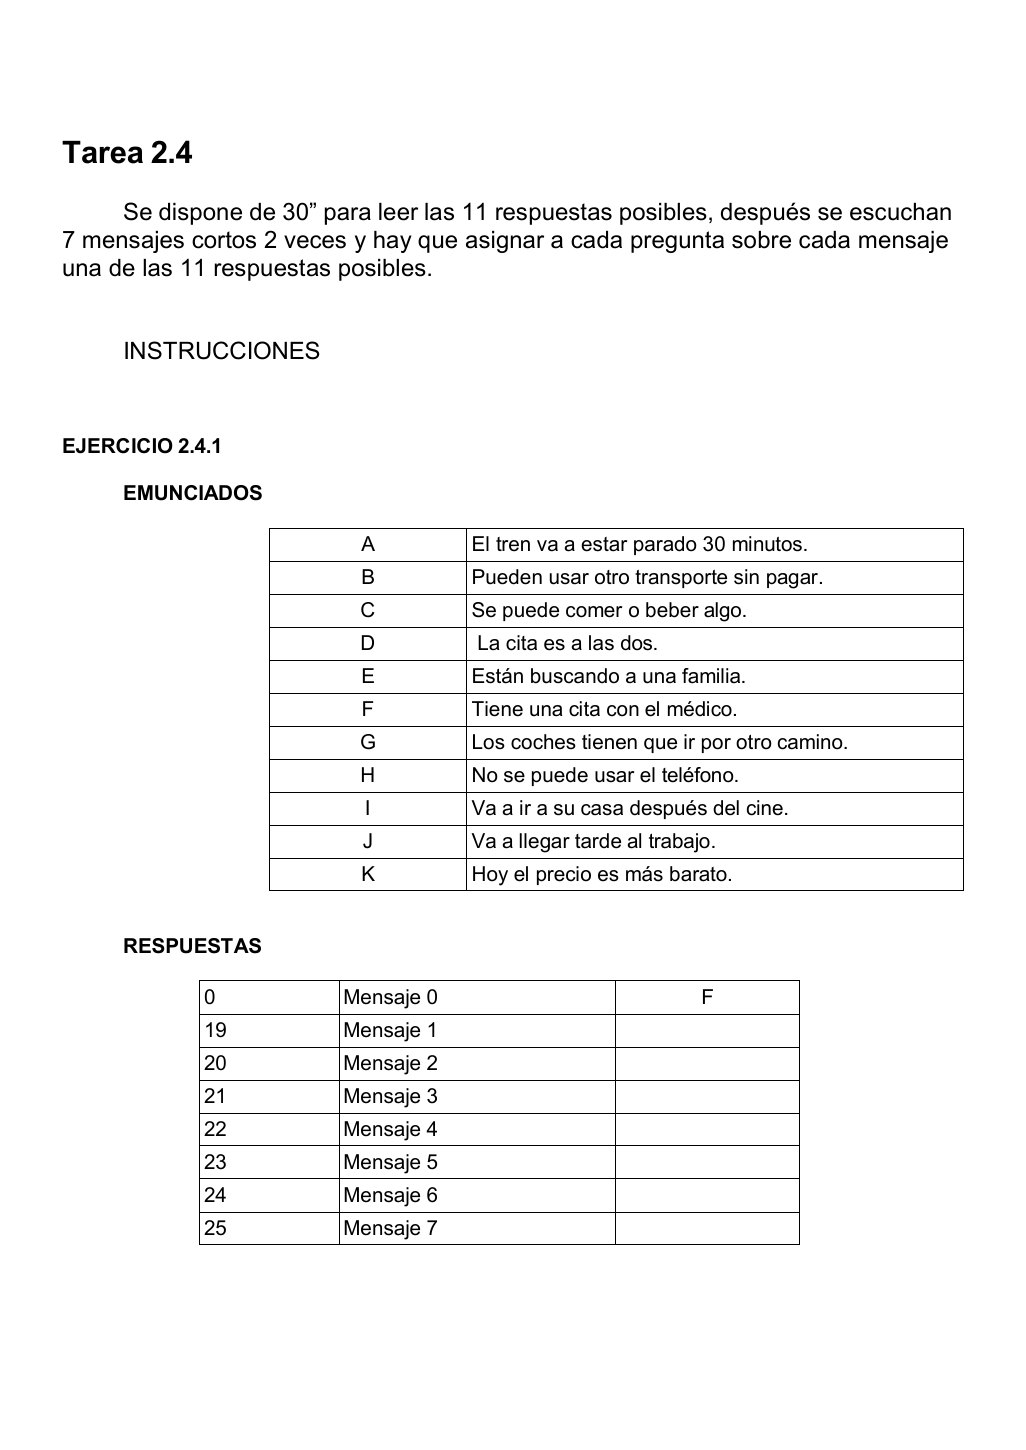 Tarea 2.4
Se dispone de 30” para leer las 11 respuestas posibles, después se escuchan
7 mensajes cortos 2 veces y hay que asignar a cada pregunta sobre cada mensaje
una de las 11 respuestas posibles.
INSTRUCCIONES
EJERCICIO 2.4.1
EMUNCIADOS
A El tren va a estar parado 30 minutos.
B Pueden usar otro transporte sin pagar.
C Se puede comer o beber algo.
D La cita es a las dos.
E Están buscando a una familia.
F Tiene una cita con el médico.
G Los coches tienen que ir por otro camino.
H No se puede usar el teléfono.
I Va a ir a su casa después del cine.
J Va a llegar tarde al trabajo.
K Hoy el precio es más barato.
RESPUESTAS
0 Mensaje 0 F
19 Mensaje 1
20 Mensaje 2
21 Mensaje 3
22 Mensaje 4
23 Mensaje 5
24 Mensaje 6
25 Mensaje 7